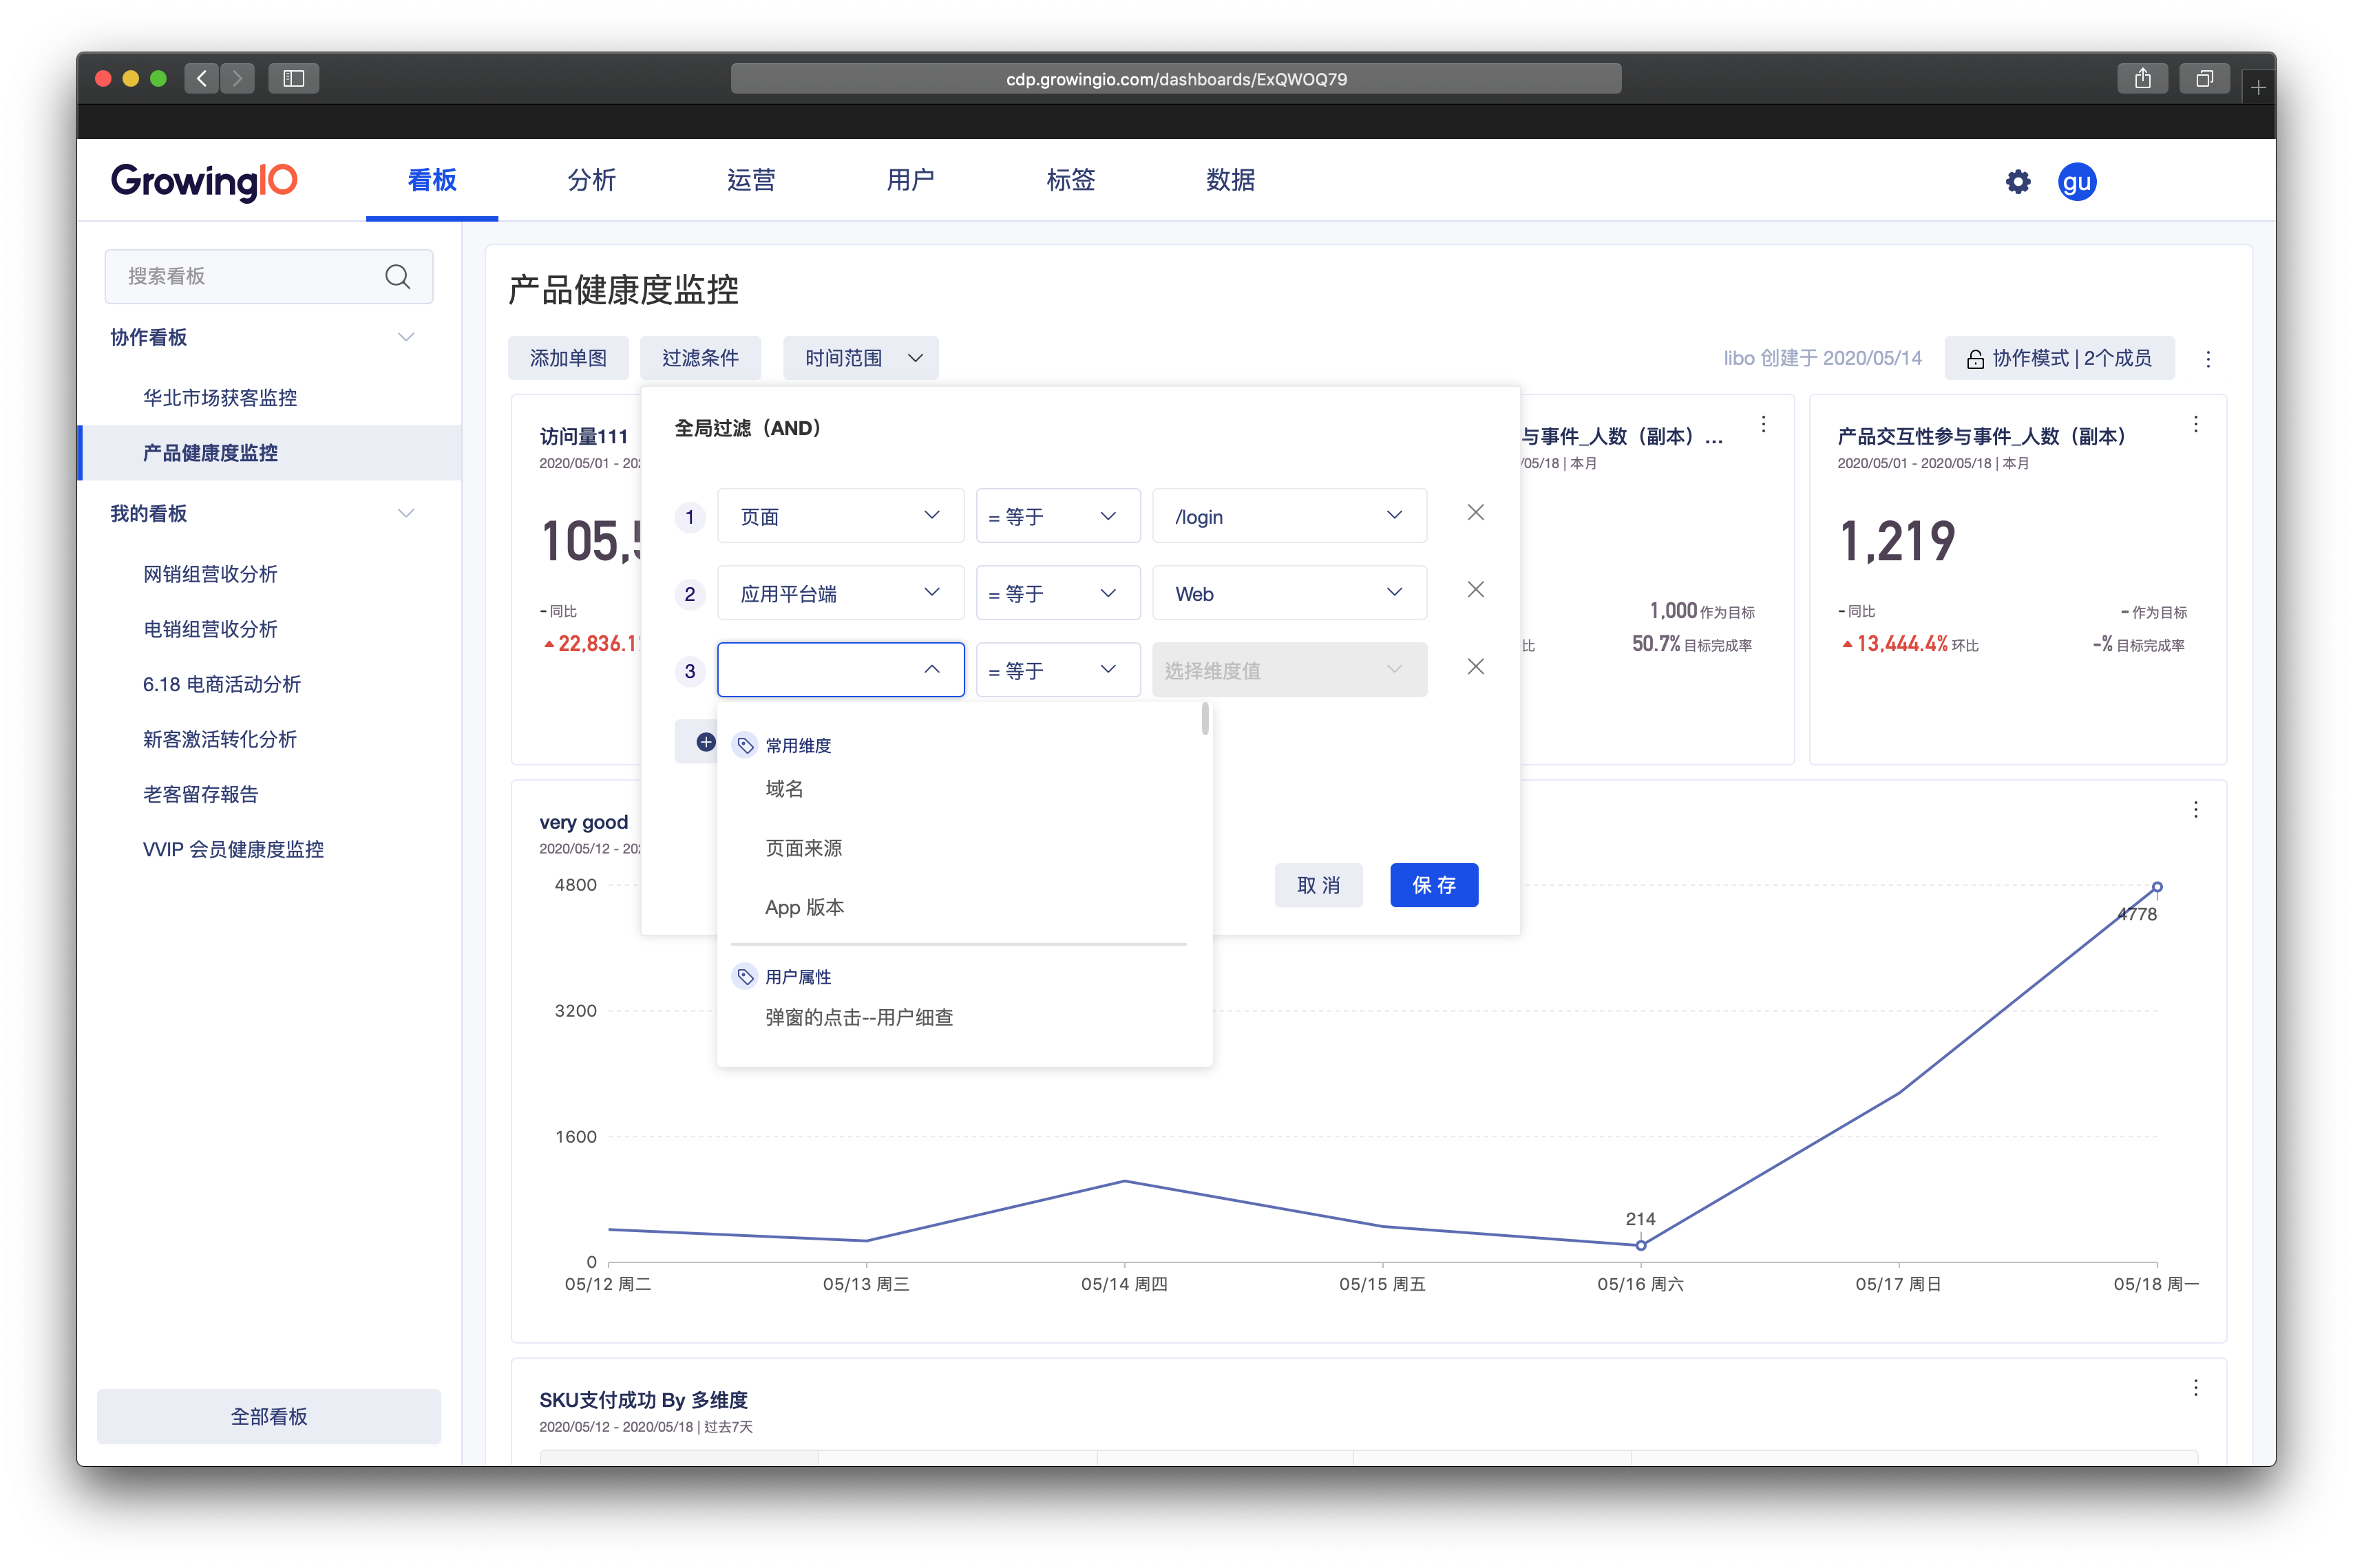 cdp.growingio.com/dashboards/ExQWOQ79
GrowingIO
看板
分析
运营
用户
标签
数据
gu
搜索看板
协作看板
华北市场获客监控
产品健康度监控
我的看板
网销组营收分析
电销组营收分析
6.18 电商活动分析
新客激活转化分析
老客留存報告
VVIP 会员健康度监控
全部看板
产品健康度监控
添加单图
过滤条件
时间范围
libo 创建于 2020/05/14
协作模式 | 2个成员
访问量111
2020/05/01 - 202
105,5
- 同比
22,836.1
全局过滤（AND）
1 页面 = 等于 /login
2 应用平台端 = 等于 Web
3 = 等于 选择维度值
常用维度
域名
页面来源
App 版本
用户属性
弹窗的点击--用户细查
取 消
保 存
与事件_人数（副本）...
/05/18 | 本月
1,000 作为目标
比 50.7% 目标完成率
产品交互性参与事件_人数（副本）
2020/05/01 - 2020/05/18 | 本月
1,219
- 同比
- 作为目标
13,444.4% 环比
-% 目标完成率
very good
2020/05/12 - 202
4800
3200
1600
0
4778
214
05/12 周二
05/13 周三
05/14 周四
05/15 周五
05/16 周六
05/17 周日
05/18 周一
SKU支付成功 By 多维度
2020/05/12 - 2020/05/18 | 过去7天